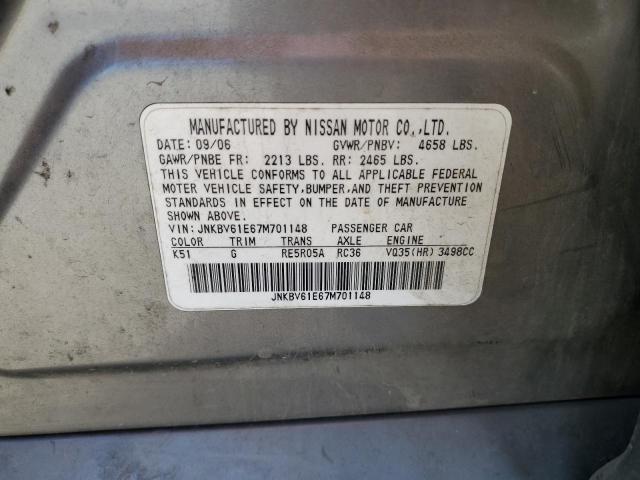 MANUFACTURED BY NISSAN MOTOR CO.,LTD.
DATE: 09/06 GVWR/PNBV: 4658 LBS.
GAWR/PNBE FR: 2213 LBS. RR: 2465 LBS.
THIS VEHICLE CONFORMS TO ALL APPLICABLE FEDERAL
MOTOR VEHICLE SAFETY, BUMPER, AND THEFT PREVENTION
STANDARDS IN EFFECT ON THE DATE OF MANUFACTURE
SHOWN ABOVE.
VIN: JNKBV61E67M701148 PASSENGER CAR
COLOR TRIM TRANS AXLE ENGINE
K51 G RE5R05A RC36 VQ35(HR) 3498CC
JNKBV61E67M701148